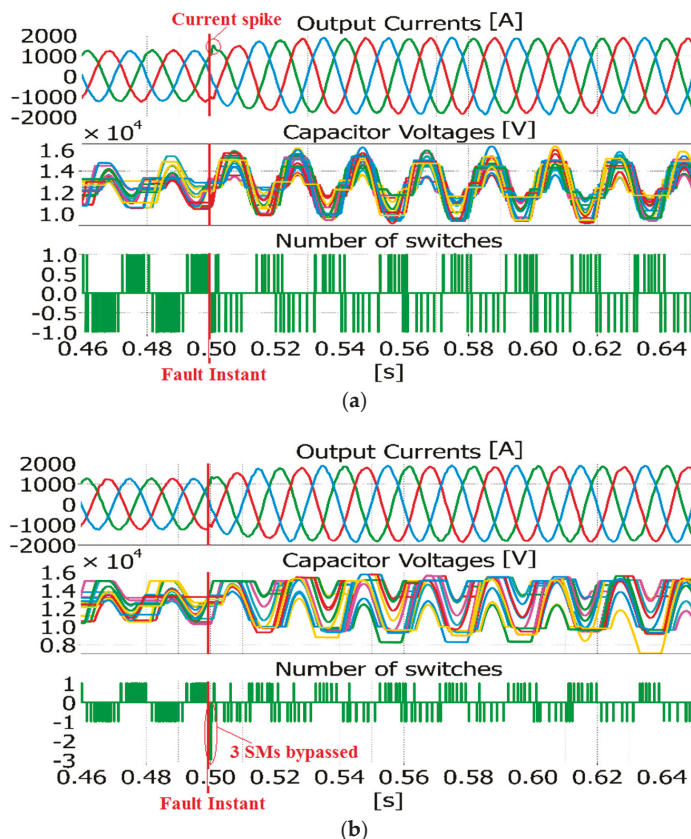 Current spike
Output Currents [A]
2000
1000
0
-1000
-2000
× 10⁴
Capacitor Voltages [V]
1.6
1.4
1.2
1.0
Number of switches
1.0
0.5
0.0
-0.5
-1.0
0.46 0.48 0.50 0.52 0.54 0.56 0.58 0.60 0.62 0.64
Fault Instant
[s]
(a)
Output Currents [A]
2000
1000
0
-1000
-2000
× 10⁴
Capacitor Voltages [V]
1.6
1.4
1.2
1.0
0.8
Number of switches
1
0
-1
-2
-3
3 SMs bypassed
0.46 0.48 0.50 0.52 0.54 0.56 0.58 0.60 0.62 0.64
Fault Instant
[s]
(b)